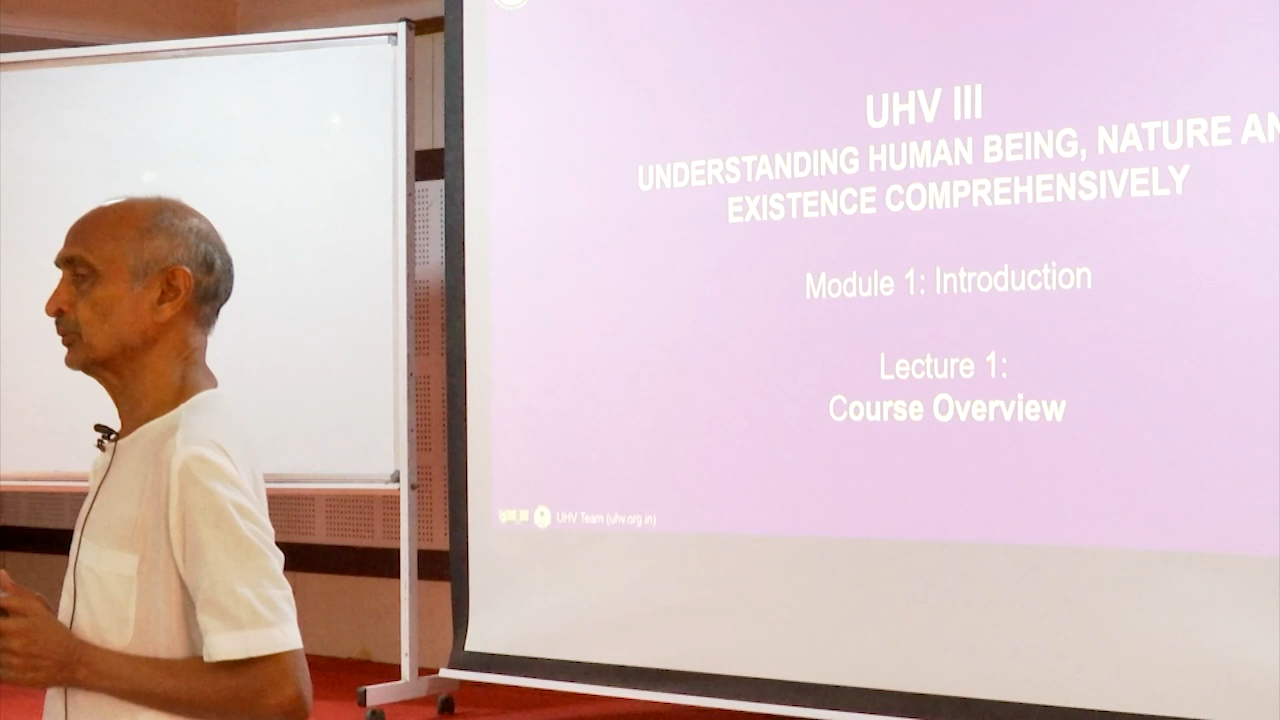 UHV III
UNDERSTANDING HUMAN BEING, NATURE AN
EXISTENCE COMPREHENSIVELY
Module 1: Introduction
Lecture 1:
Course Overview
UHV Team (uhv.org.in)